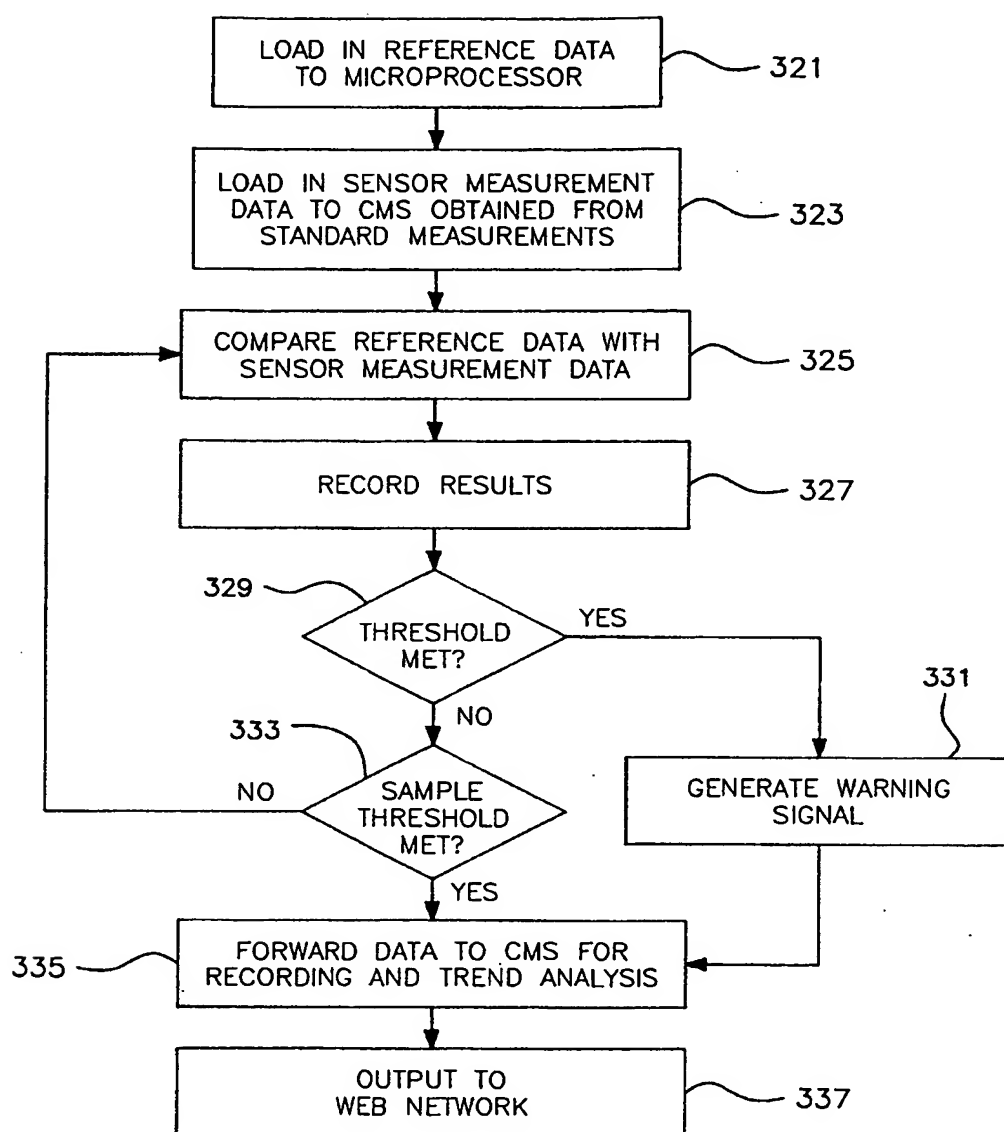 LOAD IN REFERENCE DATA
TO MICROPROCESSOR
321
LOAD IN SENSOR MEASUREMENT
DATA TO CMS OBTAINED FROM
STANDARD MEASUREMENTS
323
COMPARE REFERENCE DATA WITH
SENSOR MEASUREMENT DATA
325
RECORD RESULTS
327
329
THRESHOLD
MET?
YES
NO
331
GENERATE WARNING
SIGNAL
333
SAMPLE
THRESHOLD
MET?
NO
YES
335
FORWARD DATA TO CMS FOR
RECORDING AND TREND ANALYSIS
OUTPUT TO
WEB NETWORK
337